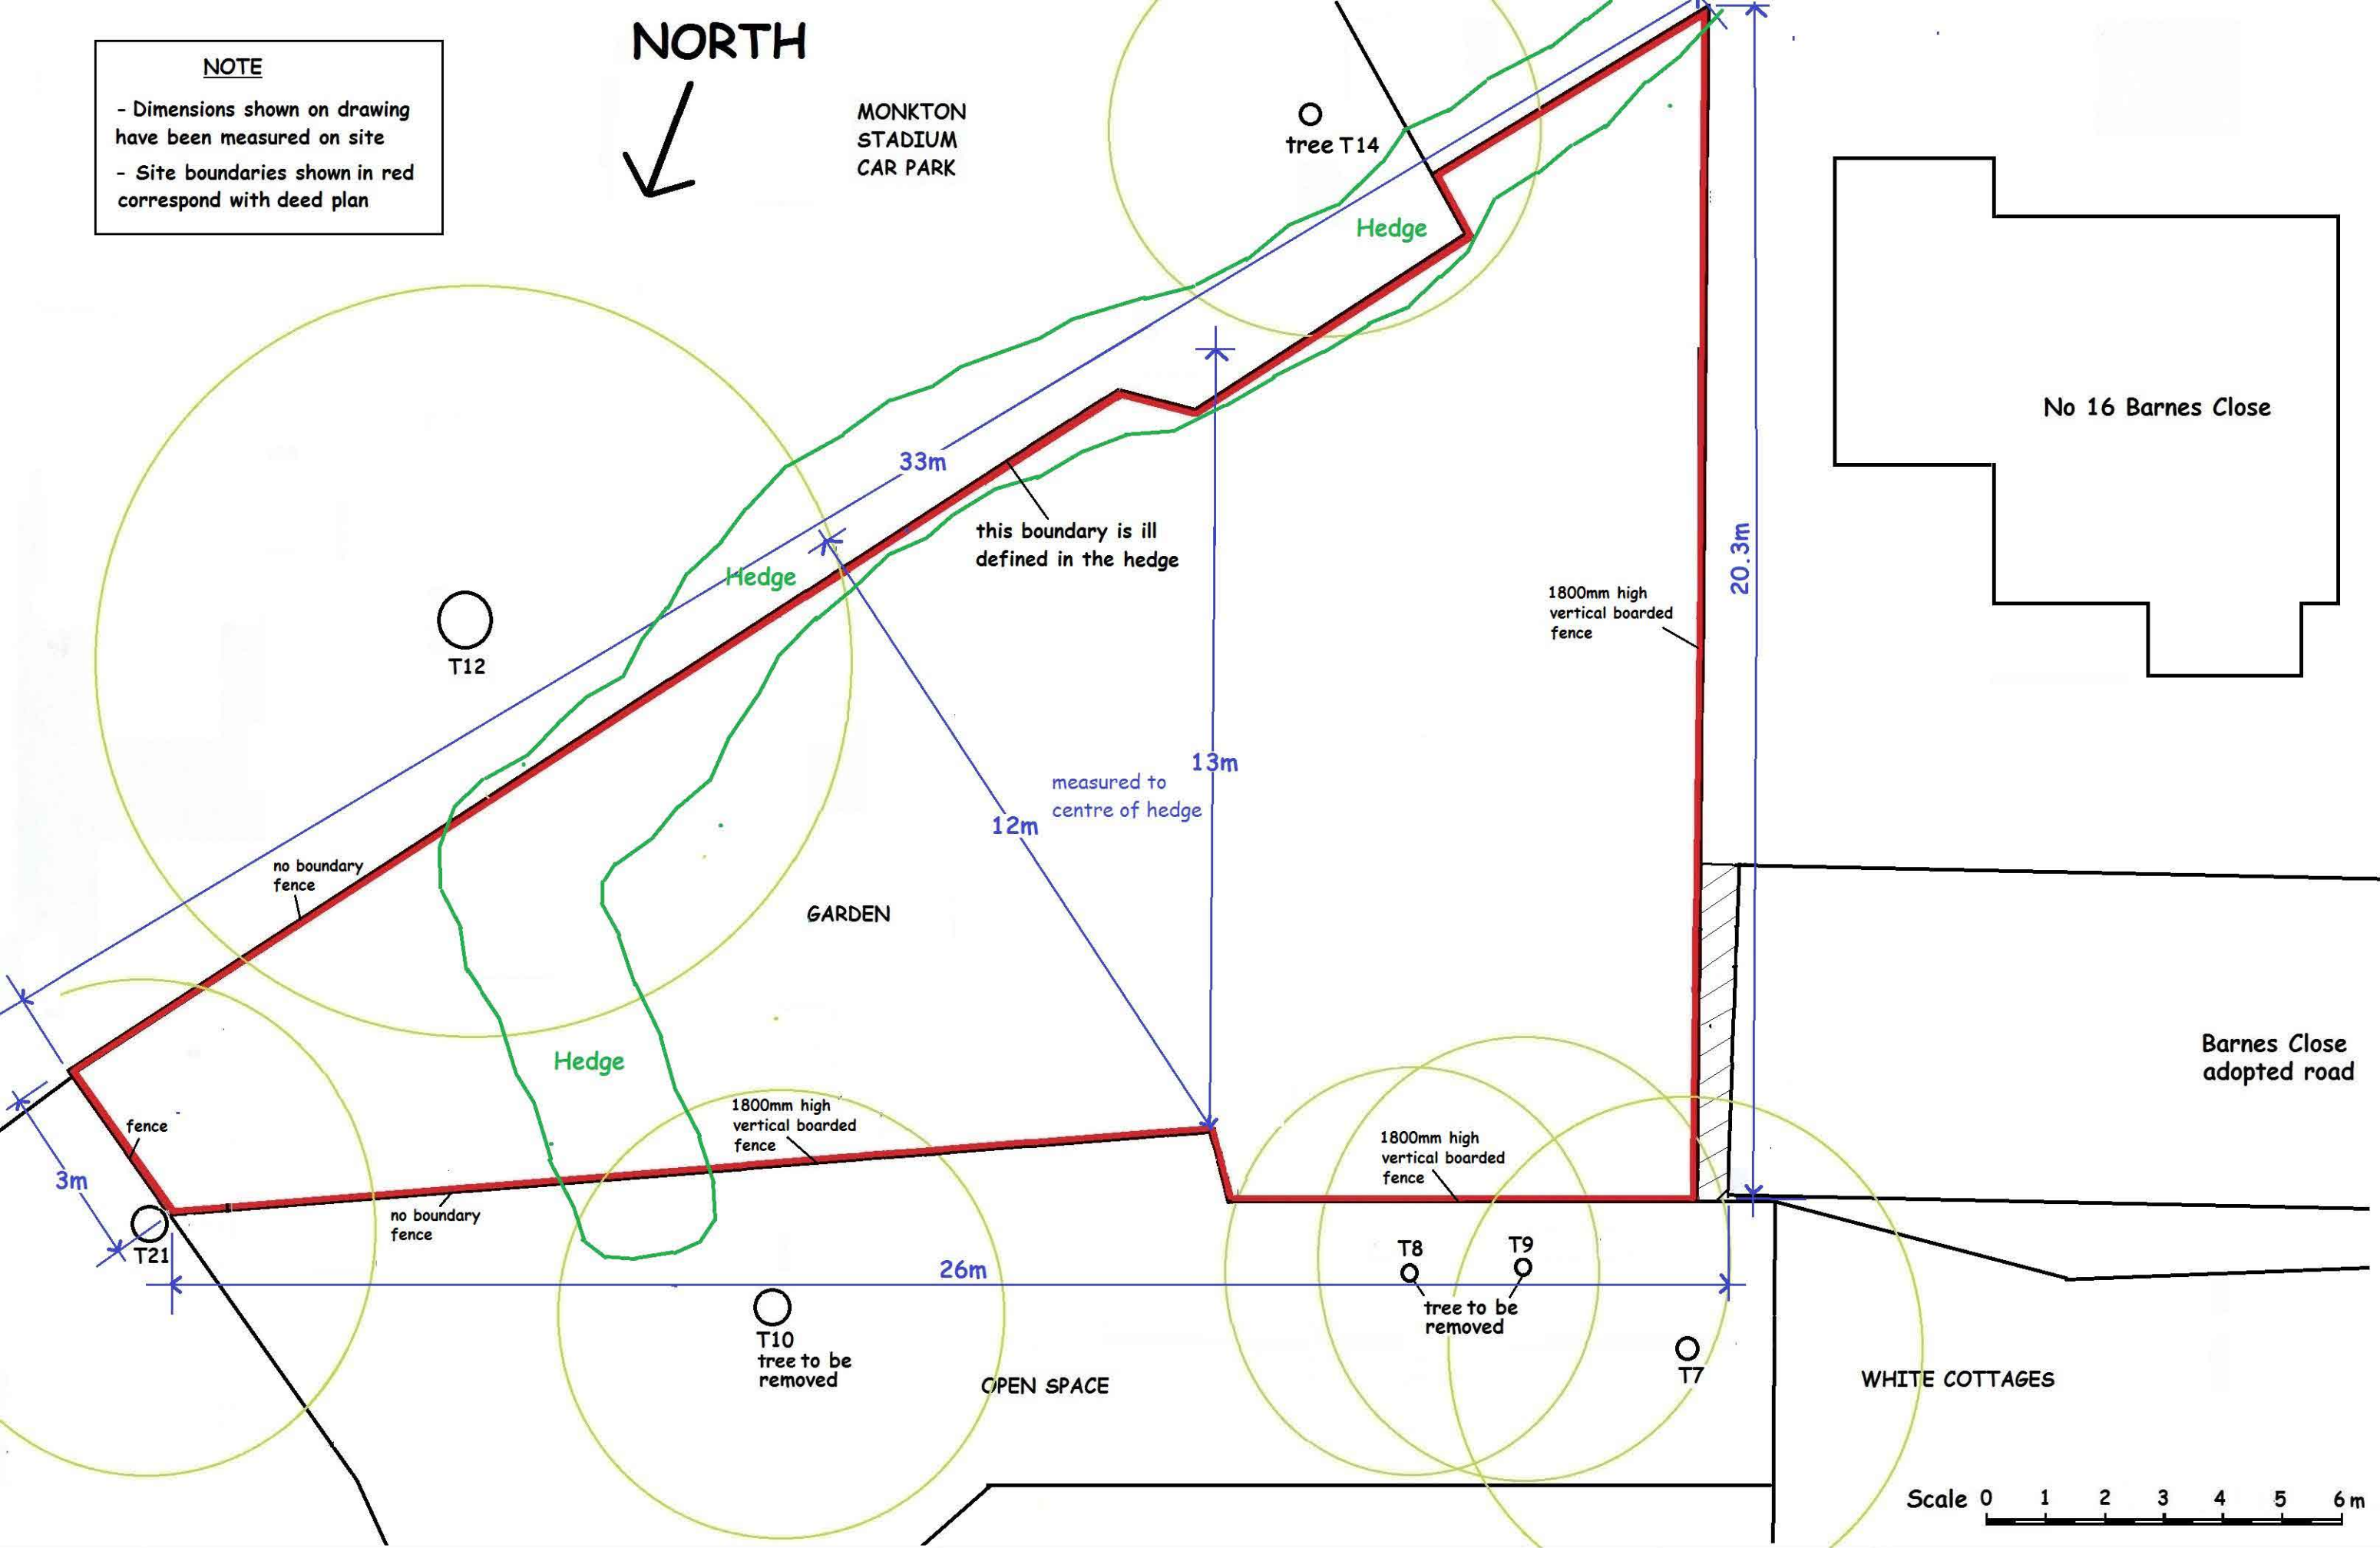 NORTH
NOTE
- Dimensions shown on drawing
have been measured on site
- Site boundaries shown in red
correspond with deed plan
MONKTON
STADIUM
CAR PARK
tree T14
Hedge
No 16 Barnes Close
33m
this boundary is ill
defined in the hedge
Hedge
20.3m
1800mm high
vertical boarded
fence
T12
13m
measured to
centre of hedge
12m
no boundary
fence
GARDEN
Hedge
Barnes Close
adopted road
1800mm high
vertical boarded
fence
fence
1800mm high
vertical boarded
fence
3m
no boundary
fence
T21
26m
T8
T9
tree to be
removed
T10
tree to be
removed
T7
OPEN SPACE
WHITE COTTAGES
Scale 0 1 2 3 4 5 6 m